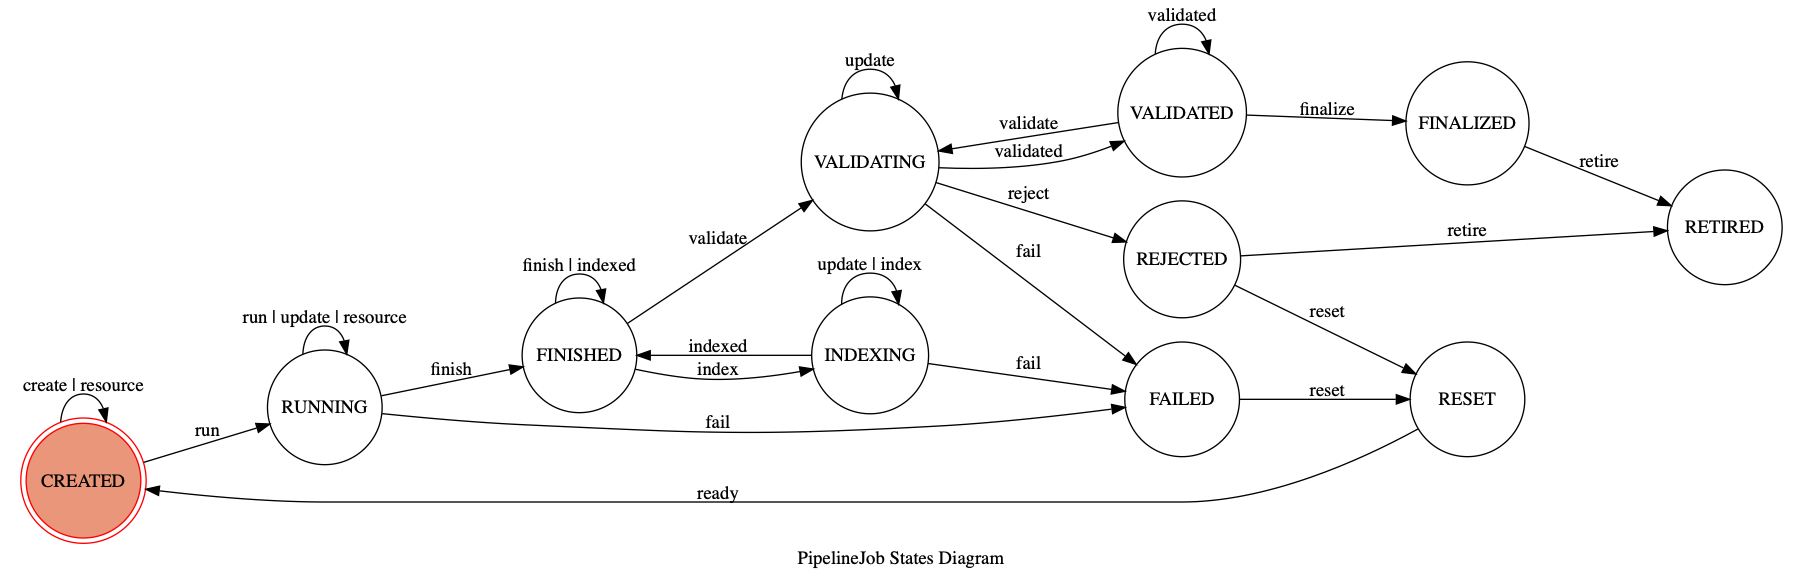 validated
update
VALIDATED
finalize
FINALIZED
validate
validated
VALIDATING
retire
reject
RETIRED
retire
validate
fail
REJECTED
finish | indexed
update | index
reset
run | update | resource
indexed
FINISHED
INDEXING
fail
index
finish
create | resource
reset
FAILED
RESET
RUNNING
fail
run
CREATED
ready
PipelineJob States Diagram